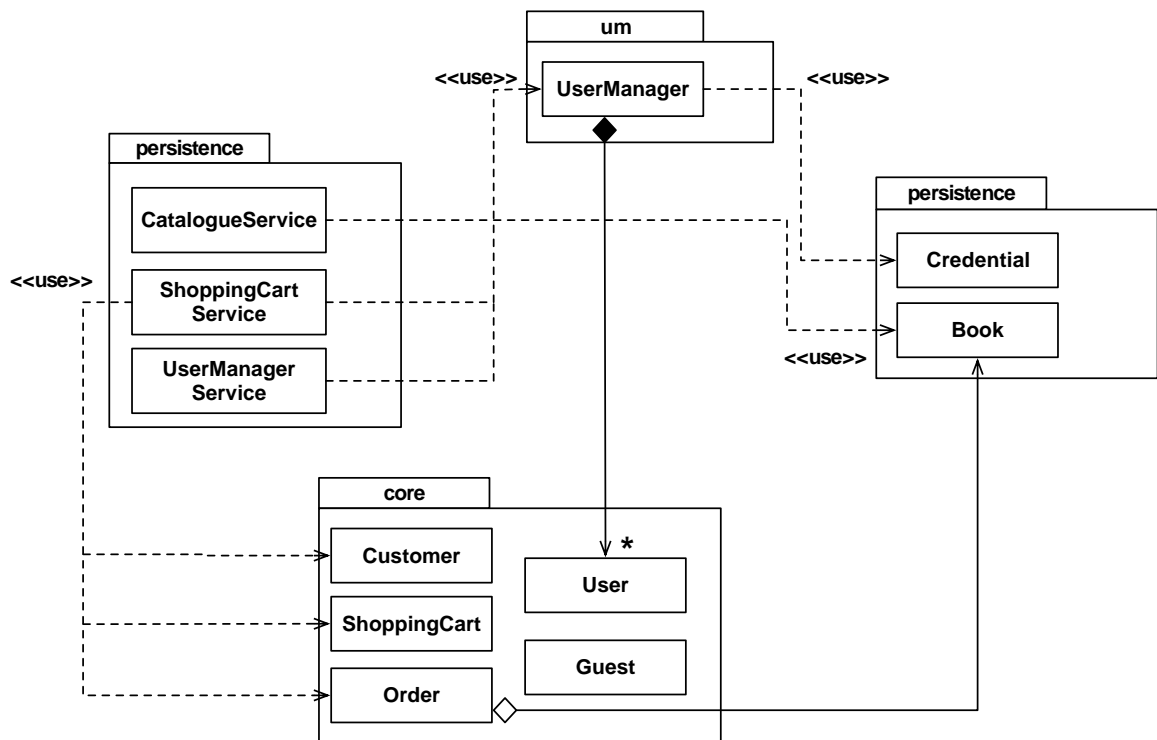 um
<<use>>
UserManager
<<use>>
persistence
CatalogueService
<<use>>
ShoppingCart
Service
UserManager
Service
persistence
Credential
Book
<<use>>
core
Customer
*
User
ShoppingCart
Guest
Order